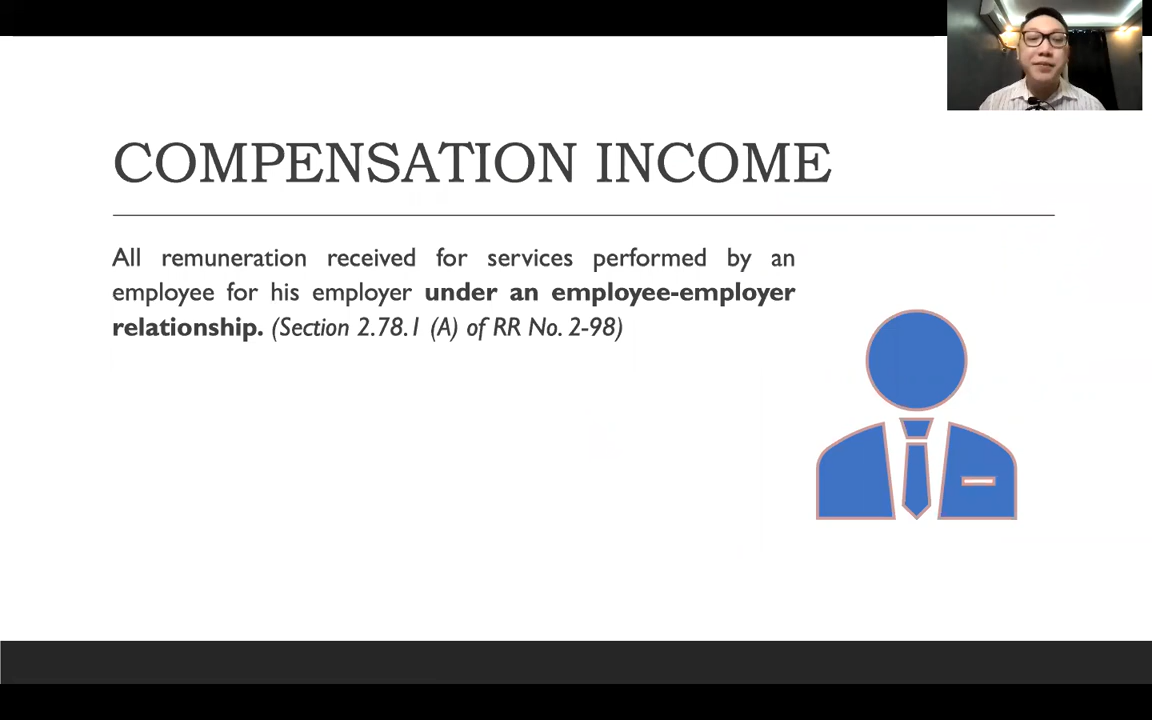 COMPENSATION INCOME
All remuneration received for services performed by an
employee for his employer under an employee-employer
relationship. (Section 2.78.1 (A) of RR No. 2-98)